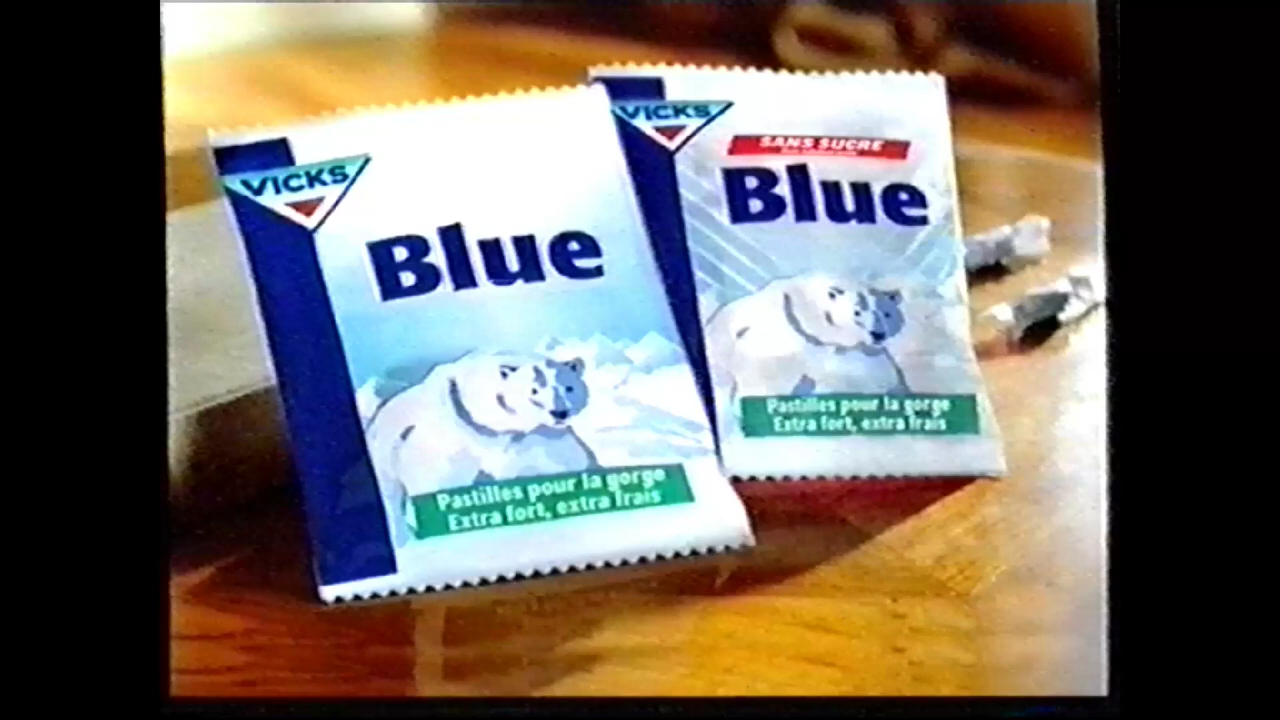 VICKS
Blue
Pastilles pour la gorge
Extra fort, extra frais
VICKS
SANS SUCRE
Blue
Pastilles pour la gorge
Extra fort, extra frais